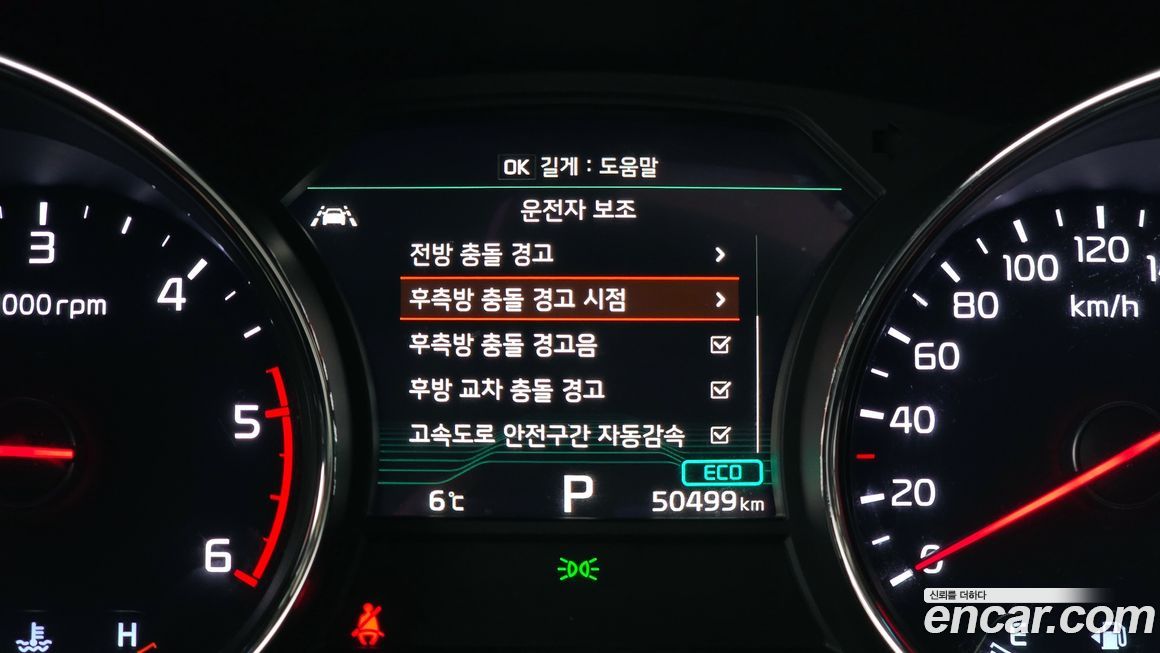 OK 길게 : 도움말
운전자 보조
전방 충돌 경고
후측방 충돌 경고 시점
후측방 충돌 경고음
후방 교차 충돌 경고
고속도로 안전구간 자동감속
ECO
6℃ P 50499km
3
4
000rpm
5
6
H
120
100
80
km/h
60
40
20
0
E
신뢰를 더하다
encar.com